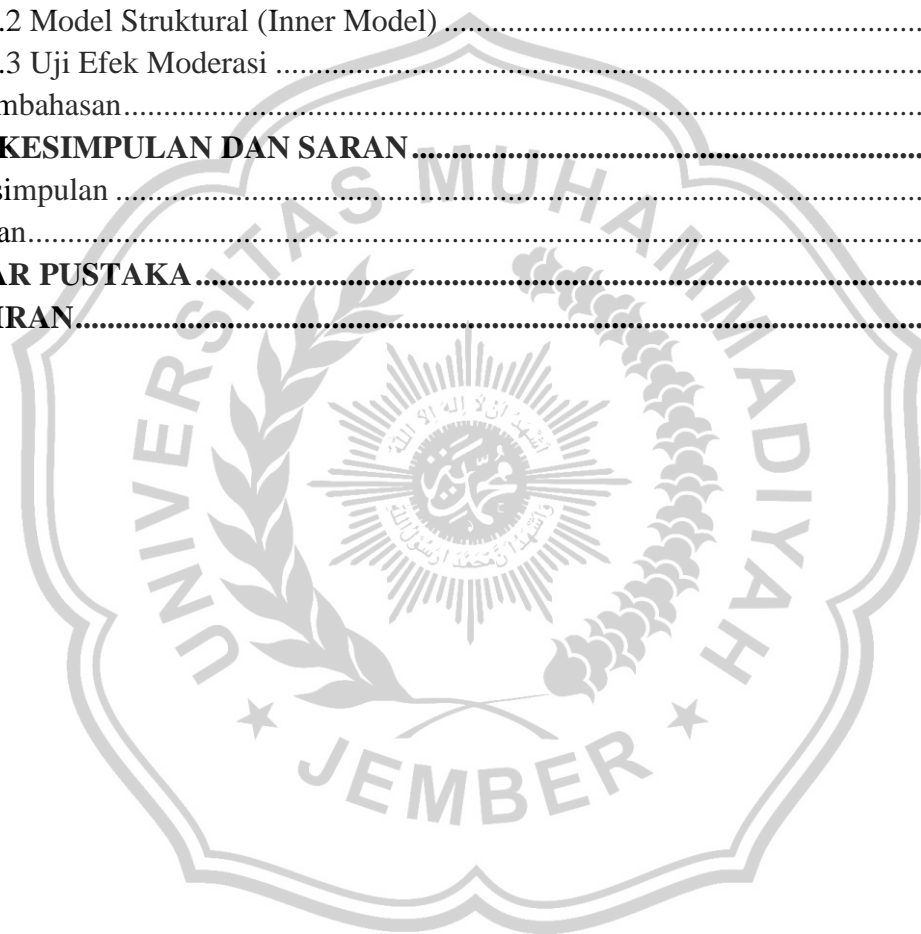 .2 Model Struktural (Inner Model) ............................................................
.3 Uji Efek Moderasi ..................................................................................
mbahasan.....................................................................................................
KESIMPULAN DAN SARAN ...............................................................
simpulan ......................................................................................................
an..................................................................................................................
AR PUSTAKA ...........................................................................................
IRAN...........................................................................................................
UNIVERSITAS MUHAMMADIYAH
JEMBER